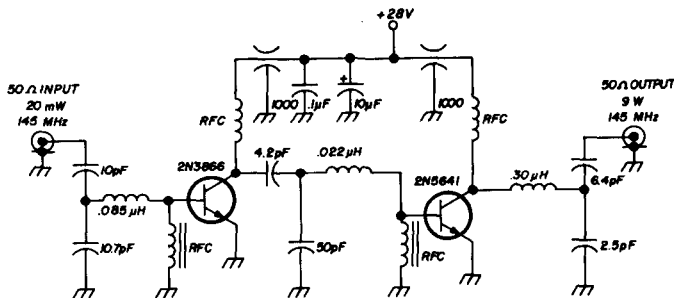 +28V
50Ω INPUT
20 mW
145 MHz
1000
.1µF
10µF
1000
50Ω OUTPUT
9 W
145 MHz
RFC
RFC
10pF
2N3866
4.2pF
.022µH
2N5641
.30µH
6.4pF
.085µH
10.7pF
RFC
50pF
RFC
2.5pF